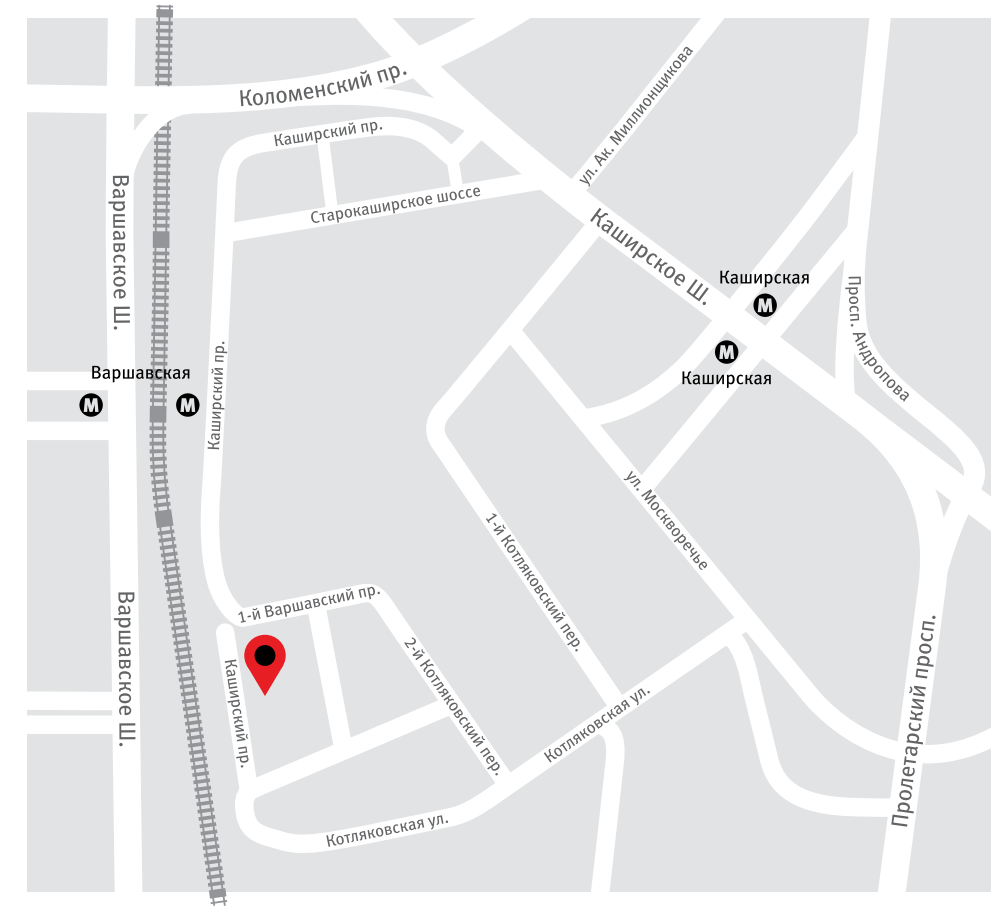 Коломенский пр.
ул. Ак. Миллионщикова
Каширский пр.
Старокаширское шоссе
Варшавское Ш.
Каширское Ш.
Каширская
М
М
Каширская
Просп. Андропова
Варшавская
М
М
Каширский пр.
ул. Москворечье
1-й Котляковский пер.
1-й Варшавский пр.
Варшавское Ш.
2-й Котляковский пер.
Каширский пр.
Котляковская ул.
Пролетарский просп.
Котляковская ул.